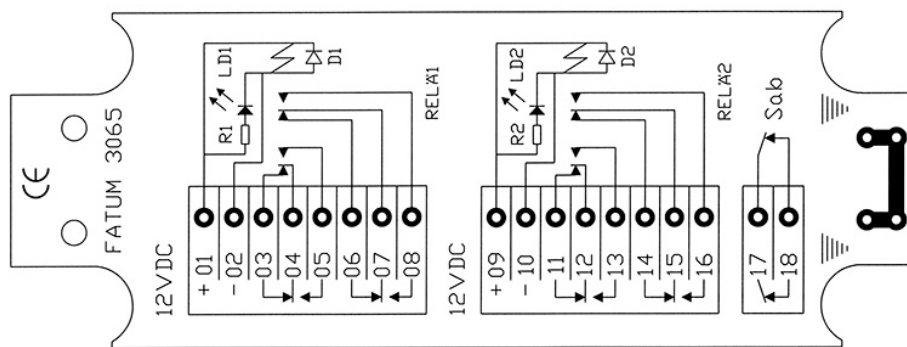 CE
FATUM 3065
12VDC
LD1
R1
D1
RELÄ1
+ 01
- 02
03
04
05
06
07
08
12VDC
LD2
R2
D2
RELÄ2
+ 09
- 10
11
12
13
14
15
16
Sab
17
18